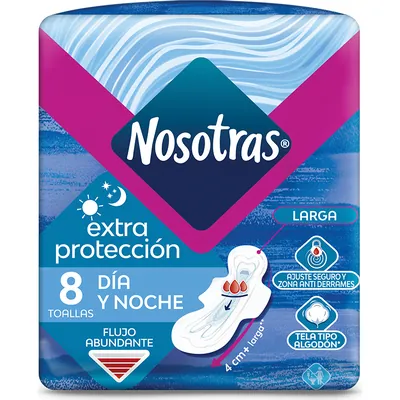 Nosotras®
extra
protección
8
TOALLAS
DÍA
Y NOCHE
FLUJO
ABUNDANTE
LARGA
4 cm+ larga**
AJUSTE SEGURO Y
ZONA ANTI DERRAMES
TELA TIPO
ALGODÓN*